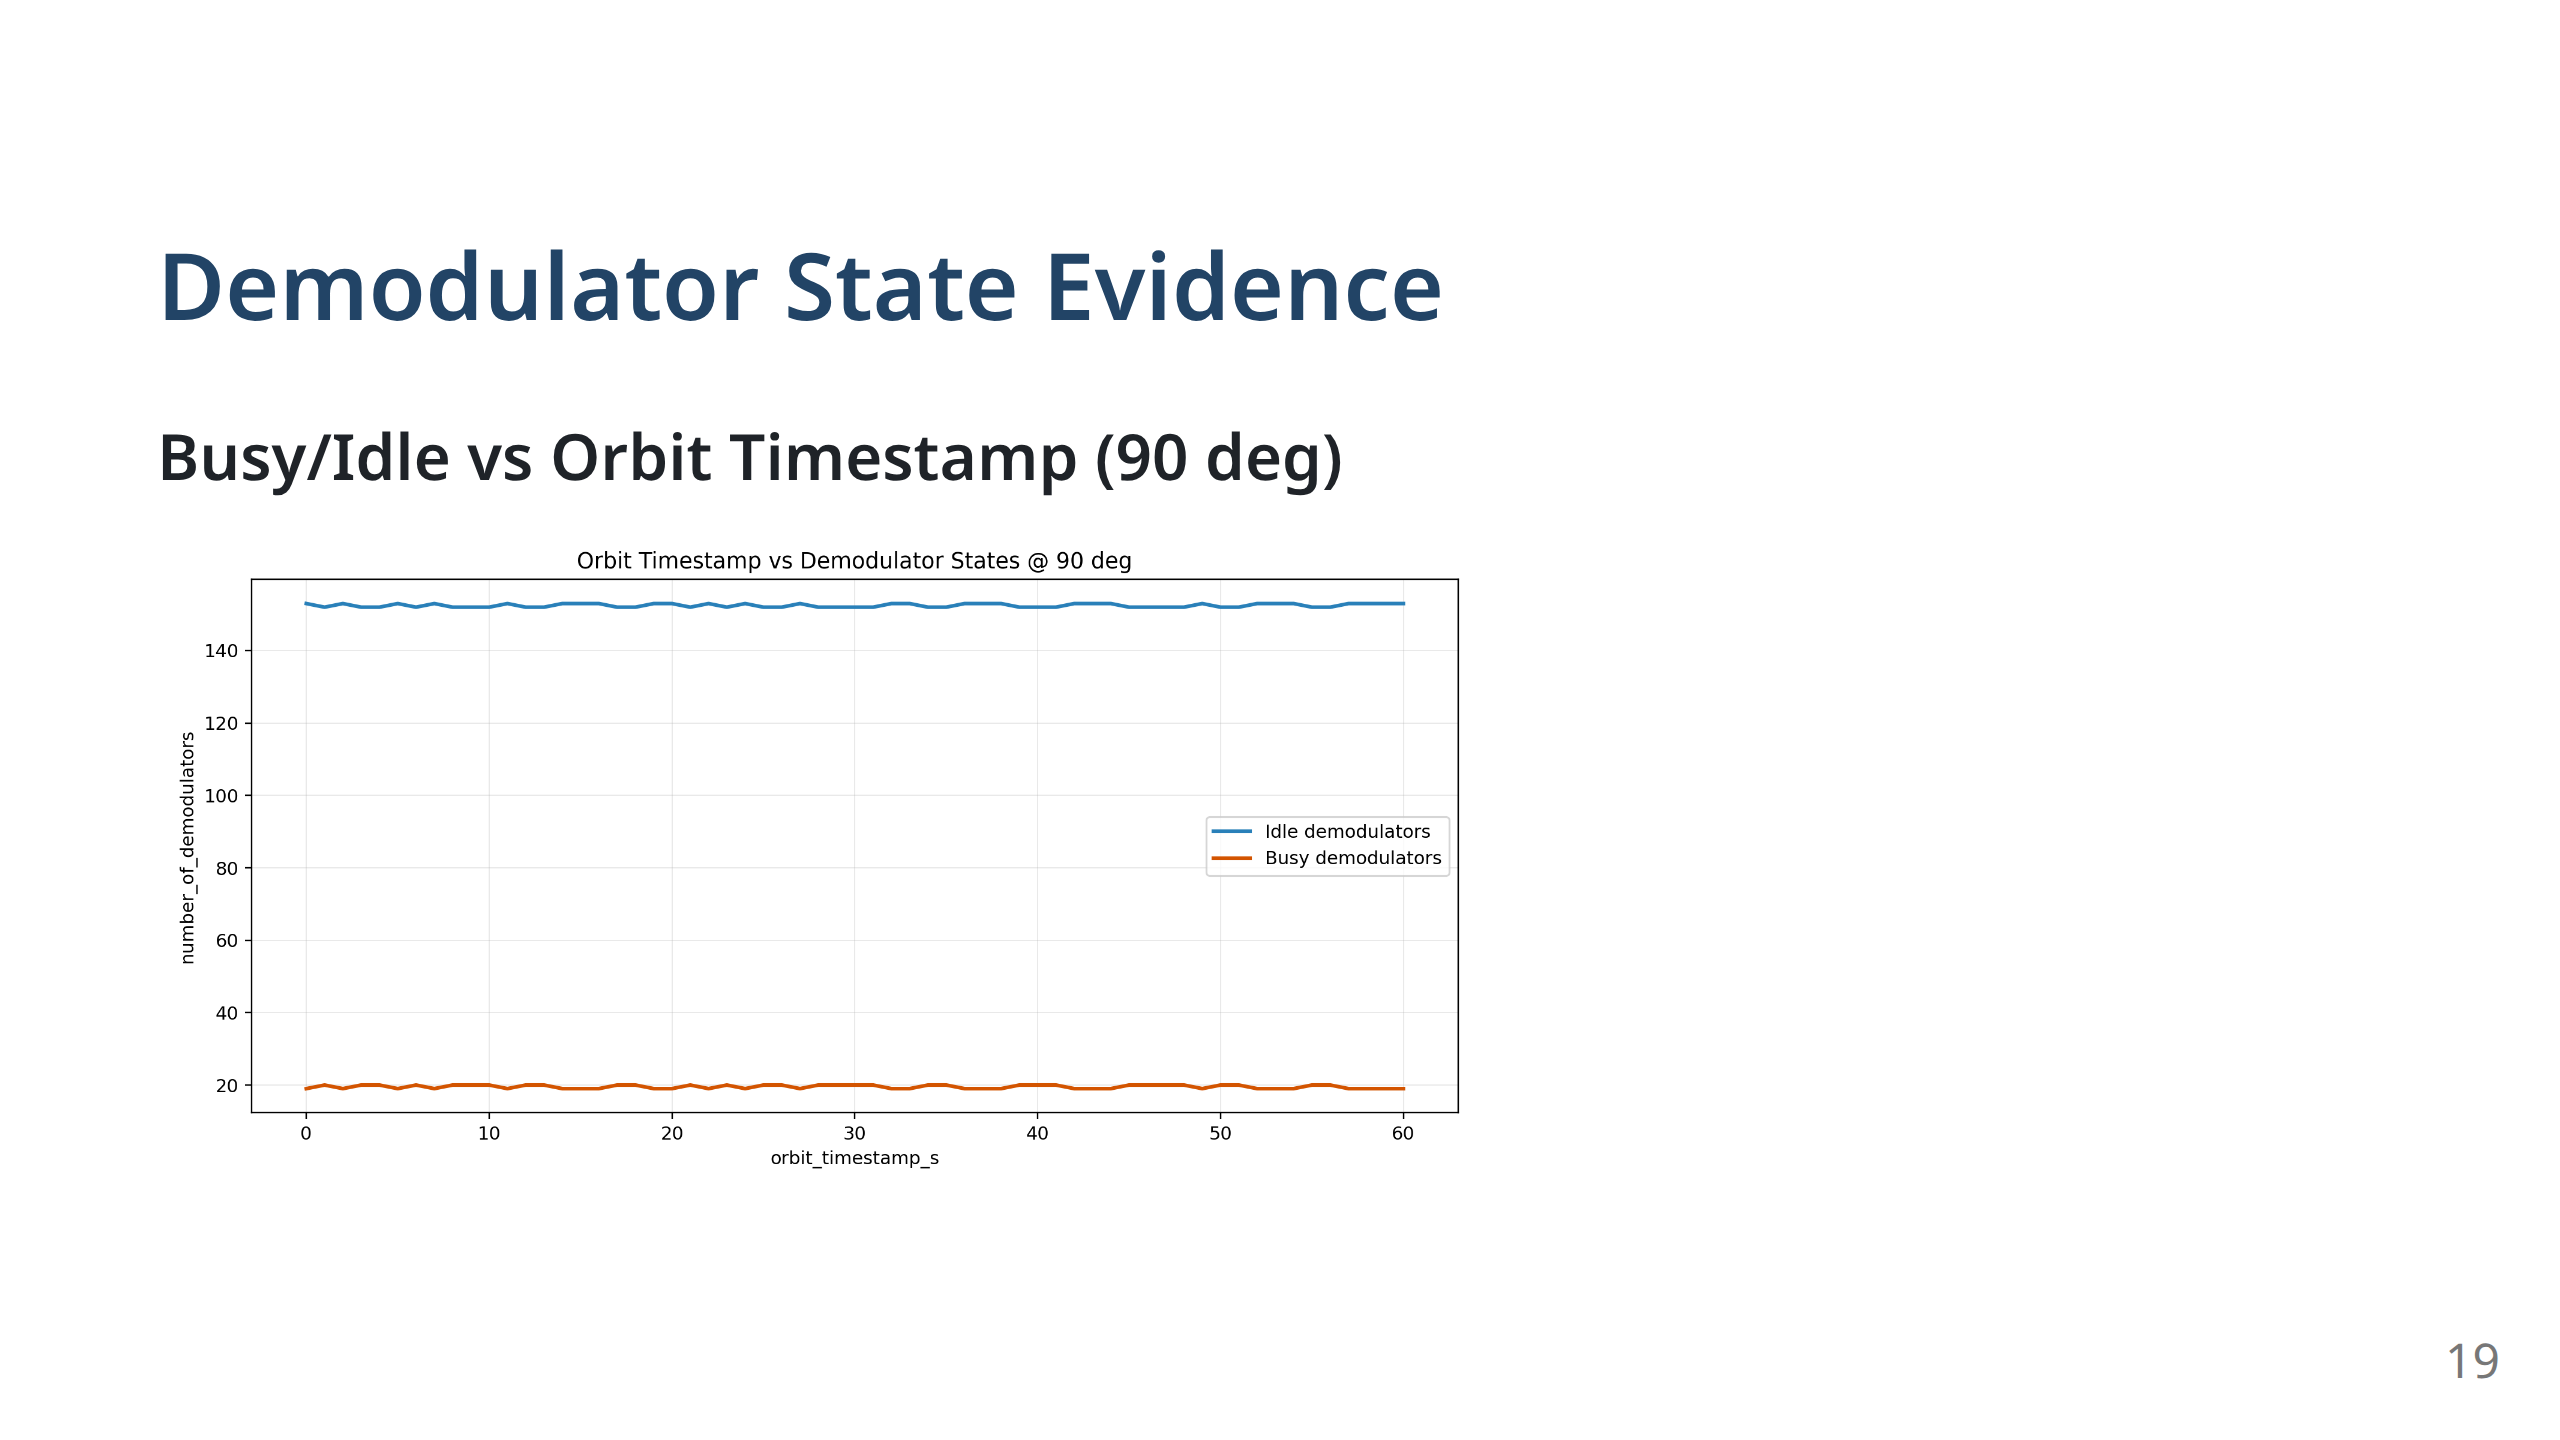 Demodulator State Evidence
Busy/Idle vs Orbit Timestamp (90 deg)
Orbit Timestamp vs Demodulator States @ 90 deg
number_of_demodulators
140
120
100
80
60
40
20
Idle demodulators
Busy demodulators
0 10 20 30 40 50 60
orbit_timestamp_s
19